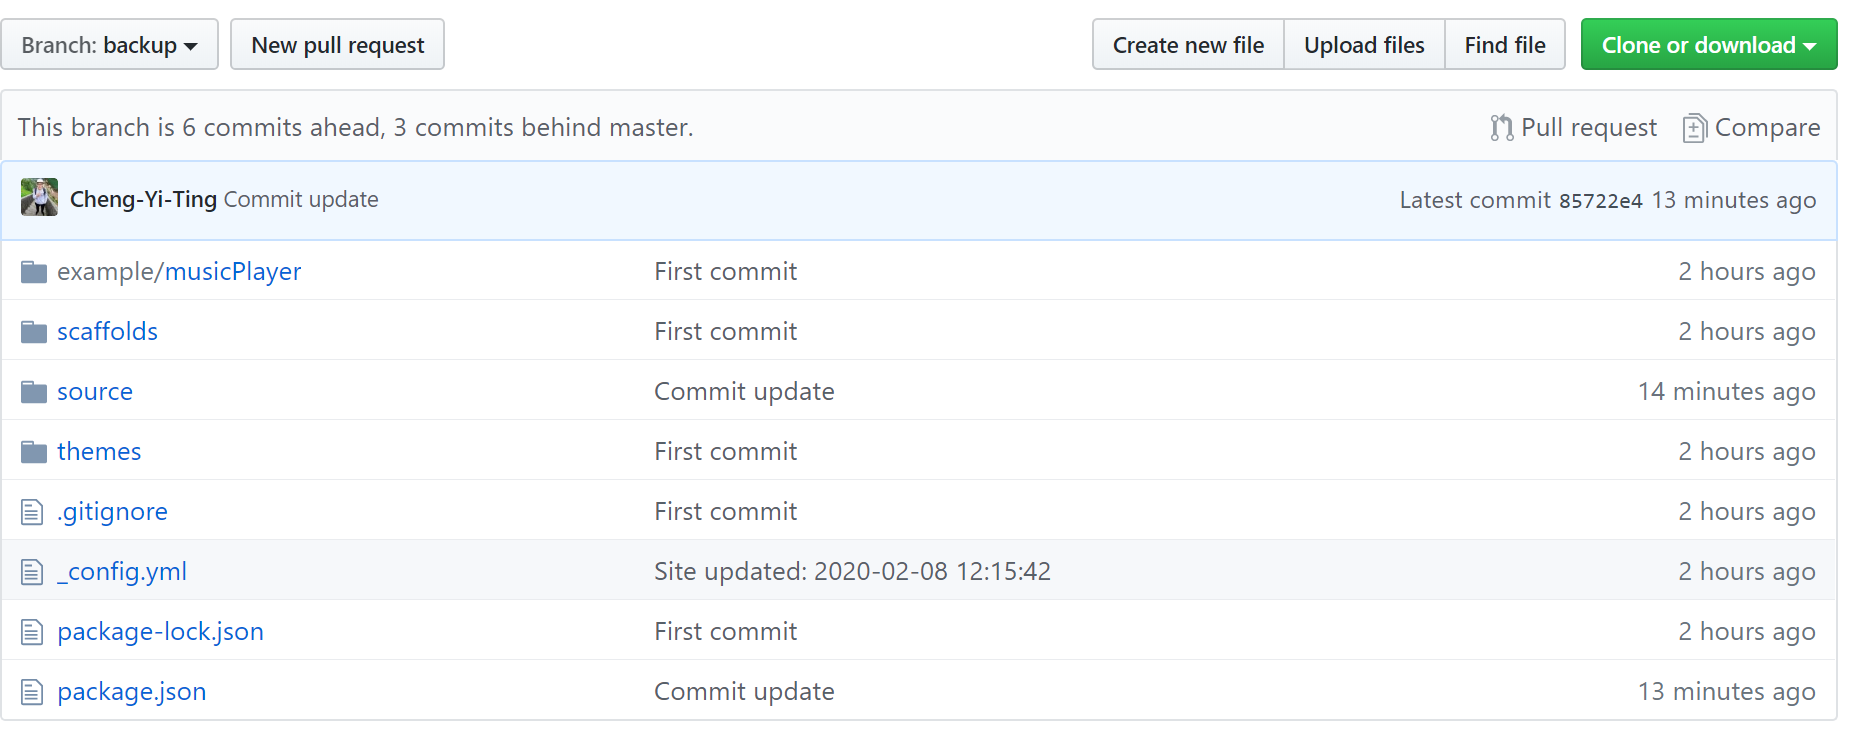 Branch: backup New pull request Create new file Upload files Find file Clone or download
This branch is 6 commits ahead, 3 commits behind master. Pull request Compare
Cheng-Yi-Ting Commit update Latest commit 85722e4 13 minutes ago
example/musicPlayer First commit 2 hours ago
scaffolds First commit 2 hours ago
source Commit update 14 minutes ago
themes First commit 2 hours ago
.gitignore First commit 2 hours ago
_config.yml Site updated: 2020-02-08 12:15:42 2 hours ago
package-lock.json First commit 2 hours ago
package.json Commit update 13 minutes ago